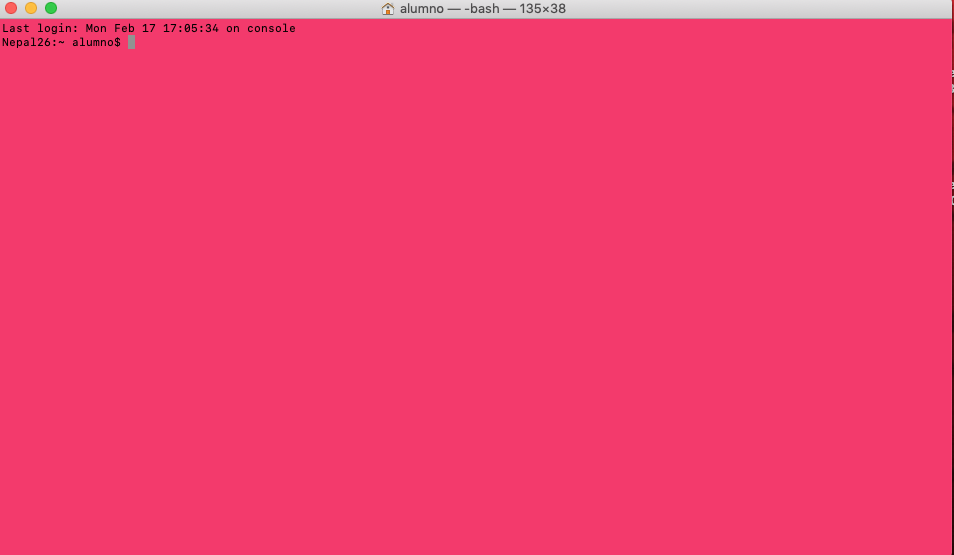 alumno — -bash — 135×38
Last login: Mon Feb 17 17:05:34 on console
Nepal26:~ alumno$